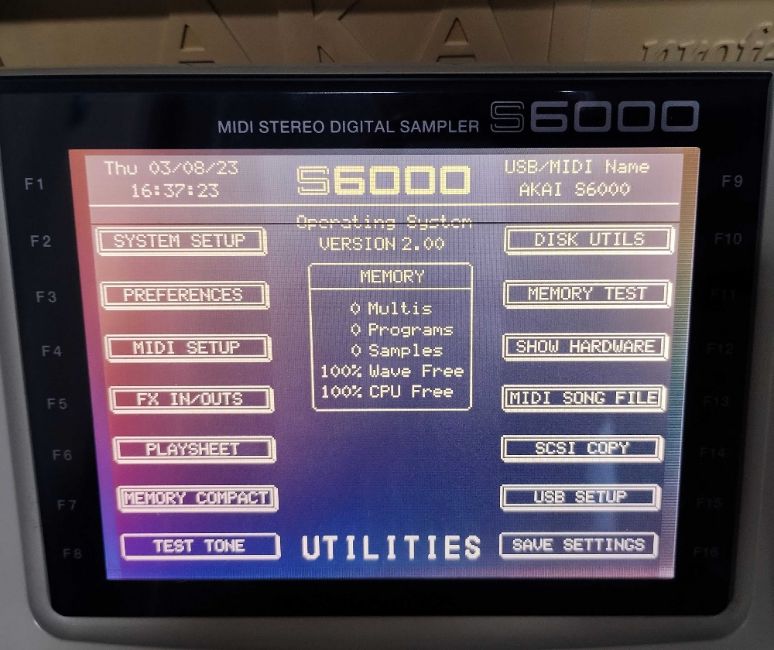 AKAI
MIDI STEREO DIGITAL SAMPLER S6000
Thu 03/08/23
16:37:23
S6000
USB/MIDI Name
AKAI S6000
Operating System
VERSION 2.00
F1
F2
F3
F4
F5
F6
F7
F8
SYSTEM SETUP
PREFERENCES
MIDI SETUP
FX IN/OUTS
PLAYSHEET
MEMORY COMPACT
TEST TONE
MEMORY
0 Multis
0 Programs
0 Samples
100% Wave Free
100% CPU Free
UTILITIES
DISK UTILS
MEMORY TEST
SHOW HARDWARE
MIDI SONG FILE
SCSI COPY
USB SETUP
SAVE SETTINGS
F9
F10
F11
F12
F13
F14
F15
F16